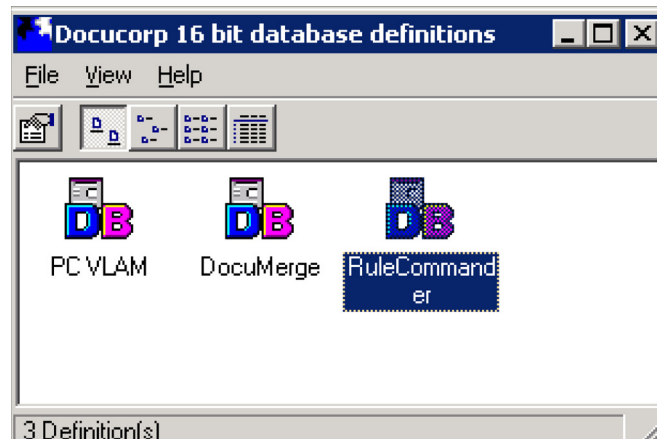 Docucorp 16 bit database definitions
File View Help
PC VLAM DocuMerge RuleCommand
er
3 Definition(s)